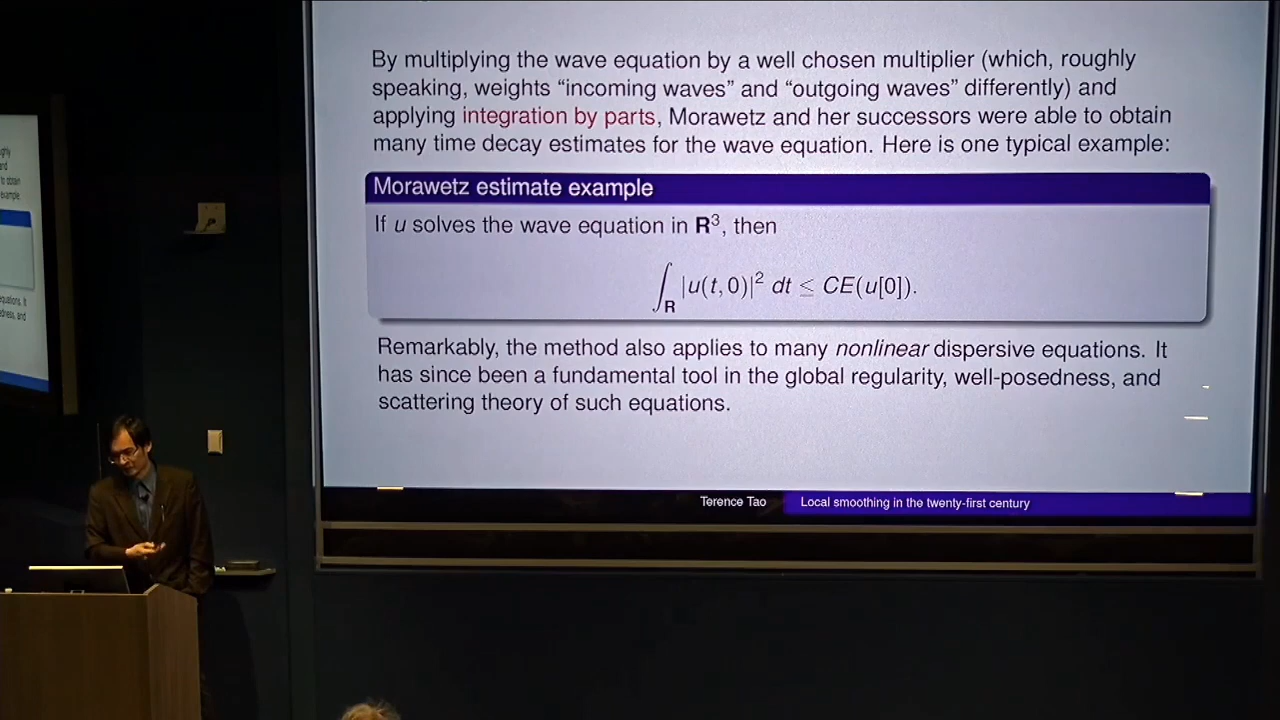 By multiplying the wave equation by a well chosen multiplier (which, roughly
speaking, weights “incoming waves” and “outgoing waves” differently) and
applying integration by parts, Morawetz and her successors were able to obtain
many time decay estimates for the wave equation. Here is one typical example:
Morawetz estimate example
If u solves the wave equation in R³, then
∫_R |u(t, 0)|² dt ≤ CE(u[0]).
Remarkably, the method also applies to many nonlinear dispersive equations. It
has since been a fundamental tool in the global regularity, well-posedness, and
scattering theory of such equations.
Terence Tao Local smoothing in the twenty-first century